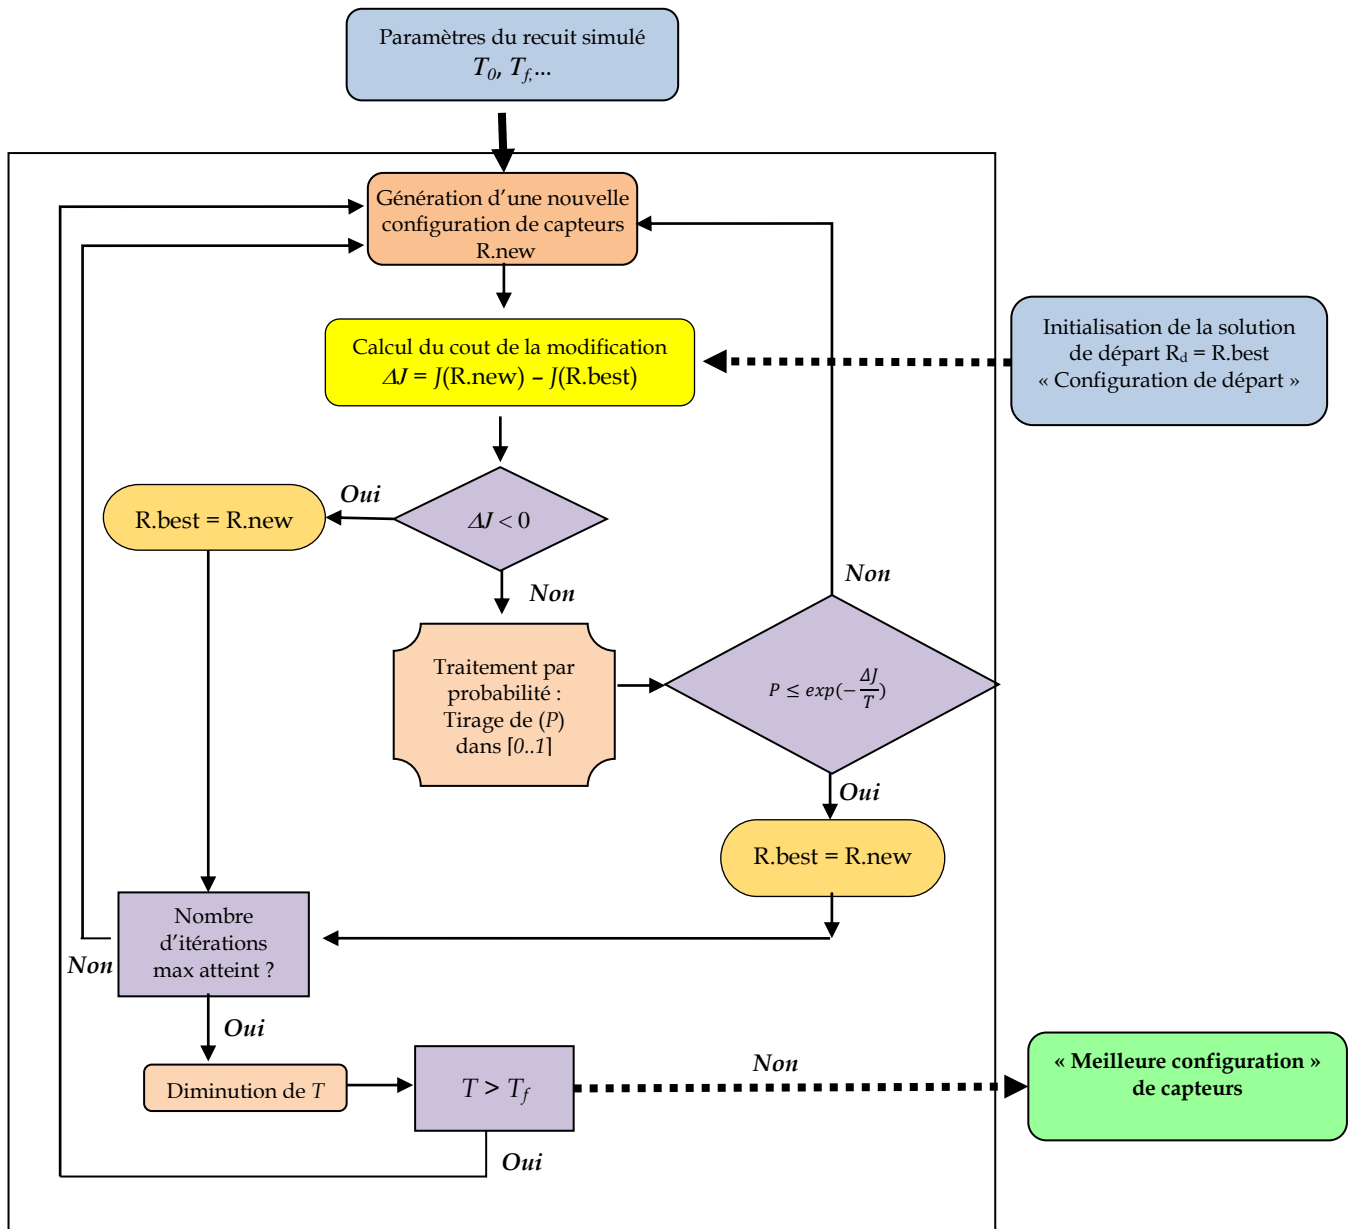 Paramètres du recuit simulé
T0, Tf,...
Génération d’une nouvelle
configuration de capteurs
R.new
Calcul du cout de la modification
ΔJ = J(R.new) – J(R.best)
Initialisation de la solution
de départ Rd = R.best
« Configuration de départ »
Oui
R.best = R.new
ΔJ < 0
Non
Non
Traitement par
probabilité :
Tirage de (P)
dans [0..1]
P ≤ exp(−ΔJ/T)
Oui
R.best = R.new
Nombre
d’itérations
max atteint ?
Non
Oui
Diminution de T
T > Tf
Non
« Meilleure configuration »
de capteurs
Oui